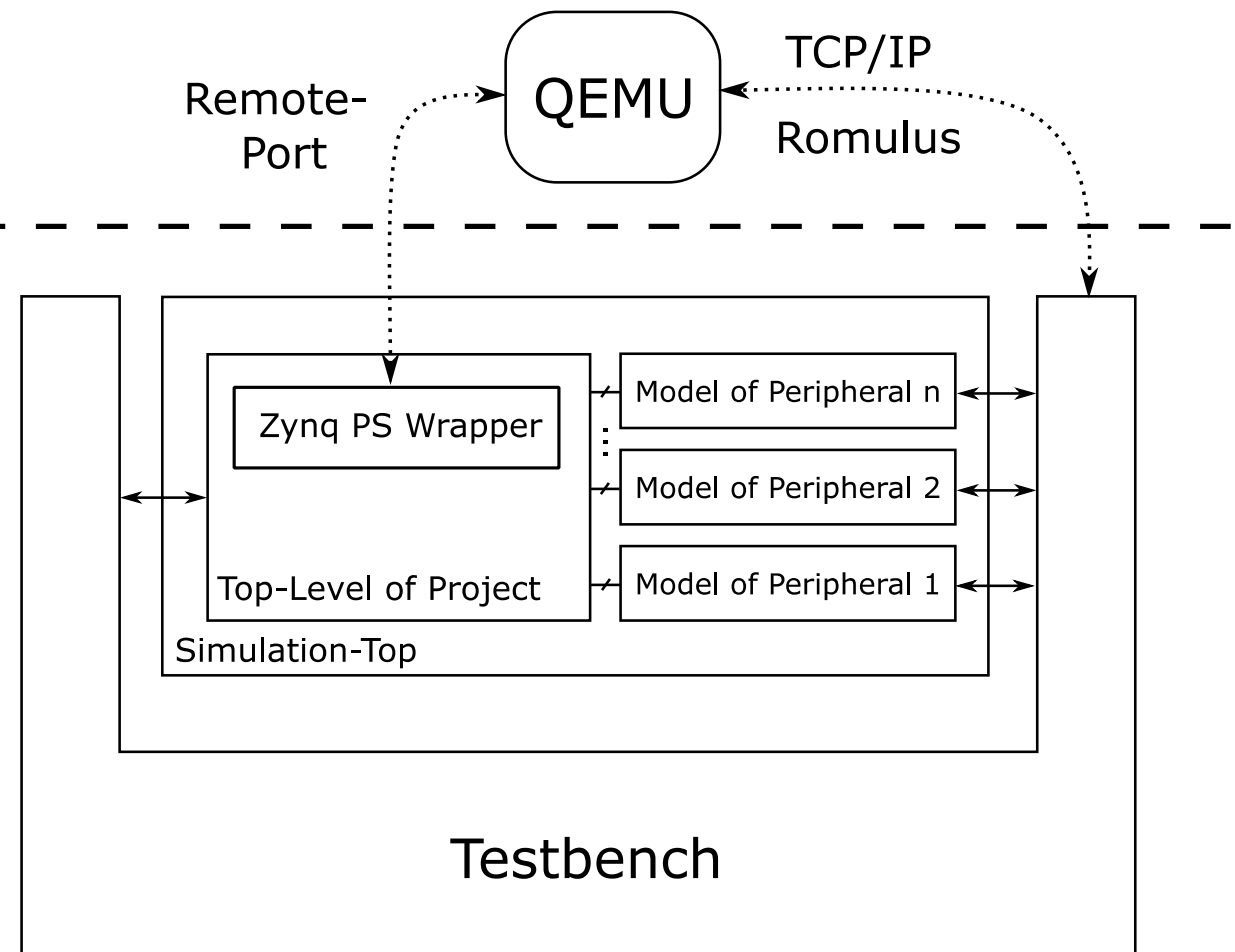 TCP/IP
QEMU
Remote-
Port
Romulus
Model of Peripheral n
Zynq PS Wrapper
Model of Peripheral 2
Top-Level of Project
Model of Peripheral 1
Simulation-Top
Testbench